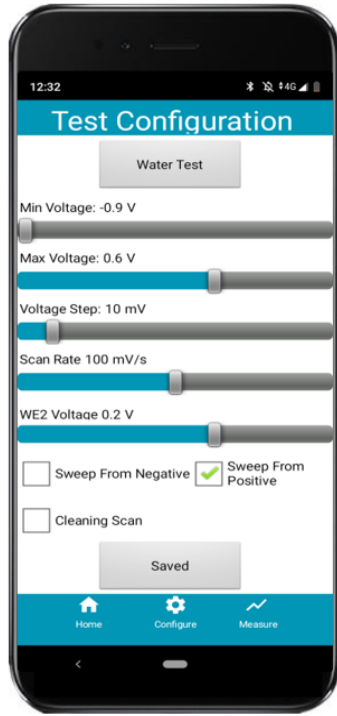 12:32
4G
Test Configuration
Water Test
Min Voltage: -0.9 V
Max Voltage: 0.6 V
Voltage Step: 10 mV
Scan Rate 100 mV/s
WE2 Voltage 0.2 V
Sweep From Negative
Sweep From
Positive
Cleaning Scan
Saved
Home
Configure
Measure